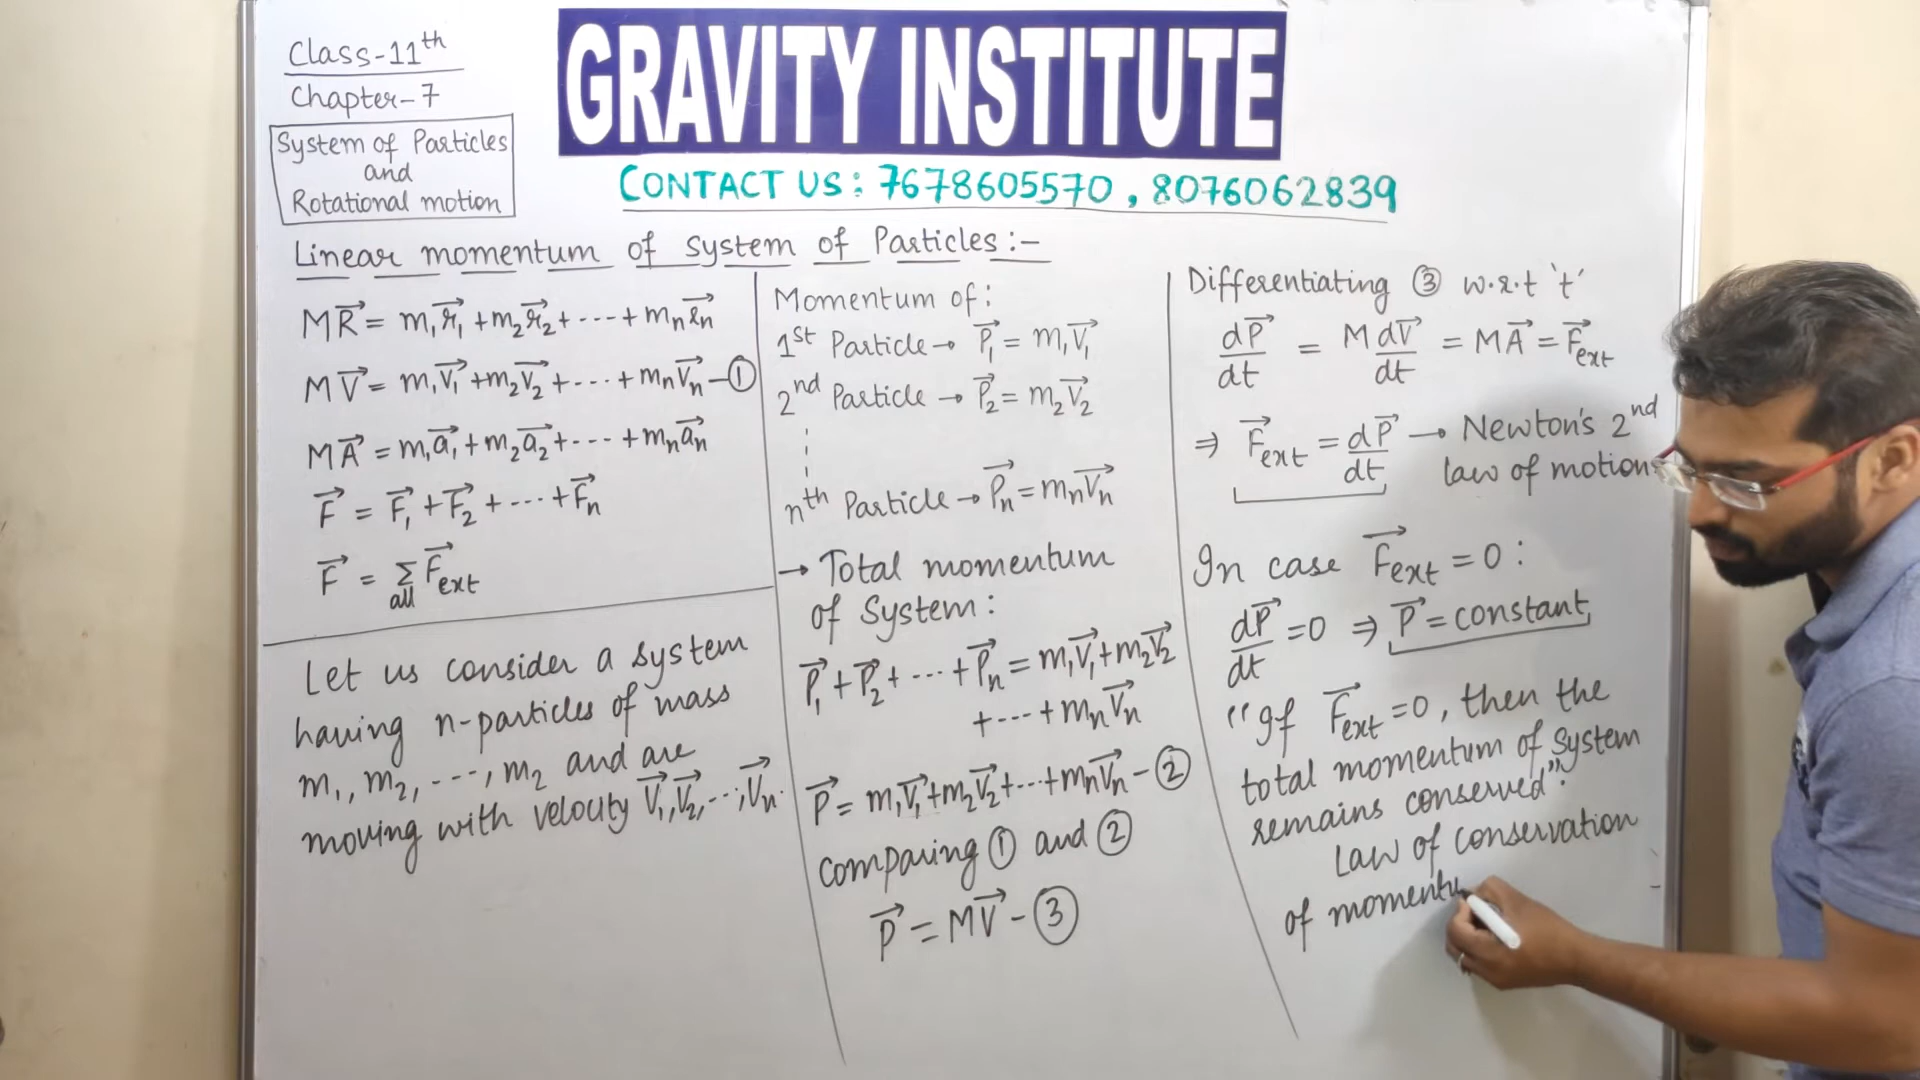 Class-11th
Chapter-7
System of Particles
and
Rotational motion
GRAVITY INSTITUTE
CONTACT US: 7678605570, 8076062839
Linear momentum of system of Particles:-
MR⃗ = m₁r⃗₁ + m₂r⃗₂ + ---- + mₙr⃗ₙ
MV⃗ = m₁V⃗₁ + m₂V⃗₂ + ---- + mₙV⃗ₙ - ①
MA⃗ = m₁a⃗₁ + m₂a⃗₂ + ---- + mₙa⃗ₙ
F⃗ = F⃗₁ + F⃗₂ + ---- + F⃗ₙ
F⃗ = Σ F⃗ext
all
Let us consider a system
having n-particles of mass
m₁, m₂, ----, m₂ and are
moving with velocity V⃗₁, V⃗₂, --, V⃗ₙ.
Momentum of:
1st Particle → P⃗₁ = m₁V⃗₁
2nd Particle → P⃗₂ = m₂V⃗₂
nth Particle → P⃗ₙ = mₙV⃗ₙ
→ Total momentum
of System:
P⃗₁ + P⃗₂ + ---- + P⃗ₙ = m₁V⃗₁ + m₂V⃗₂
+ ---- + mₙV⃗ₙ
P⃗ = m₁V⃗₁ + m₂V⃗₂ + --- + mₙV⃗ₙ - ②
comparing ① and ②
P⃗ = MV⃗ - ③
Differentiating ③ w.r.t 't'
dP⃗/dt = M dV⃗/dt = MA⃗ = F⃗ext
⇒ F⃗ext = dP⃗/dt → Newton's 2nd
law of motion
In case F⃗ext = 0:
dP⃗/dt = 0 ⇒ P⃗ = constant
"If F⃗ext = 0, then the
total momentum of system
remains conserved":
Law of conservation
of momentu